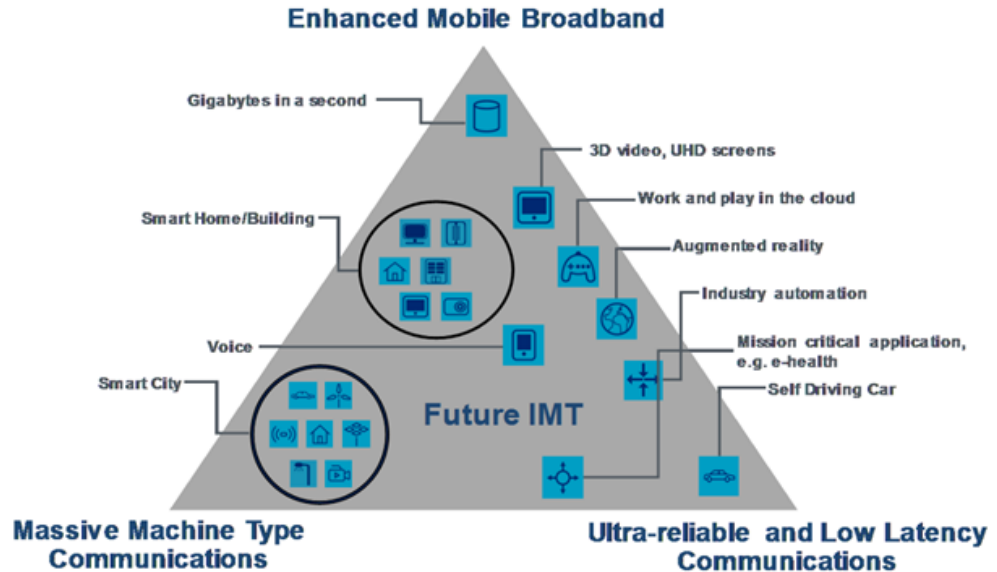 Enhanced Mobile Broadband
Gigabytes in a second
3D video, UHD screens
Work and play in the cloud
Smart Home/Building
Augmented reality
Industry automation
Voice
Mission critical application,
e.g. e-health
Smart City
Self Driving Car
Future IMT
Massive Machine Type
Communications
Ultra-reliable and Low Latency
Communications